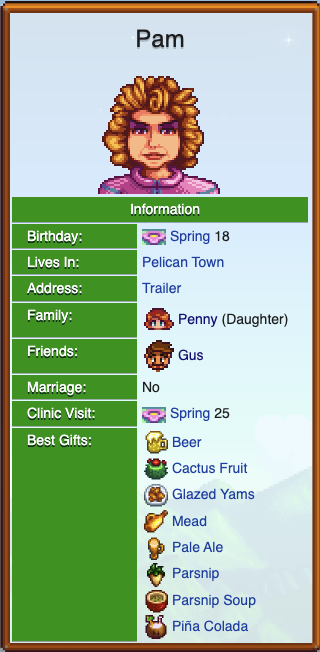 Pam
Information
Birthday: Spring 18
Lives In: Pelican Town
Address: Trailer
Family: Penny (Daughter)
Friends: Gus
Marriage: No
Clinic Visit: Spring 25
Best Gifts: Beer
Cactus Fruit
Glazed Yams
Mead
Pale Ale
Parsnip
Parsnip Soup
Piña Colada